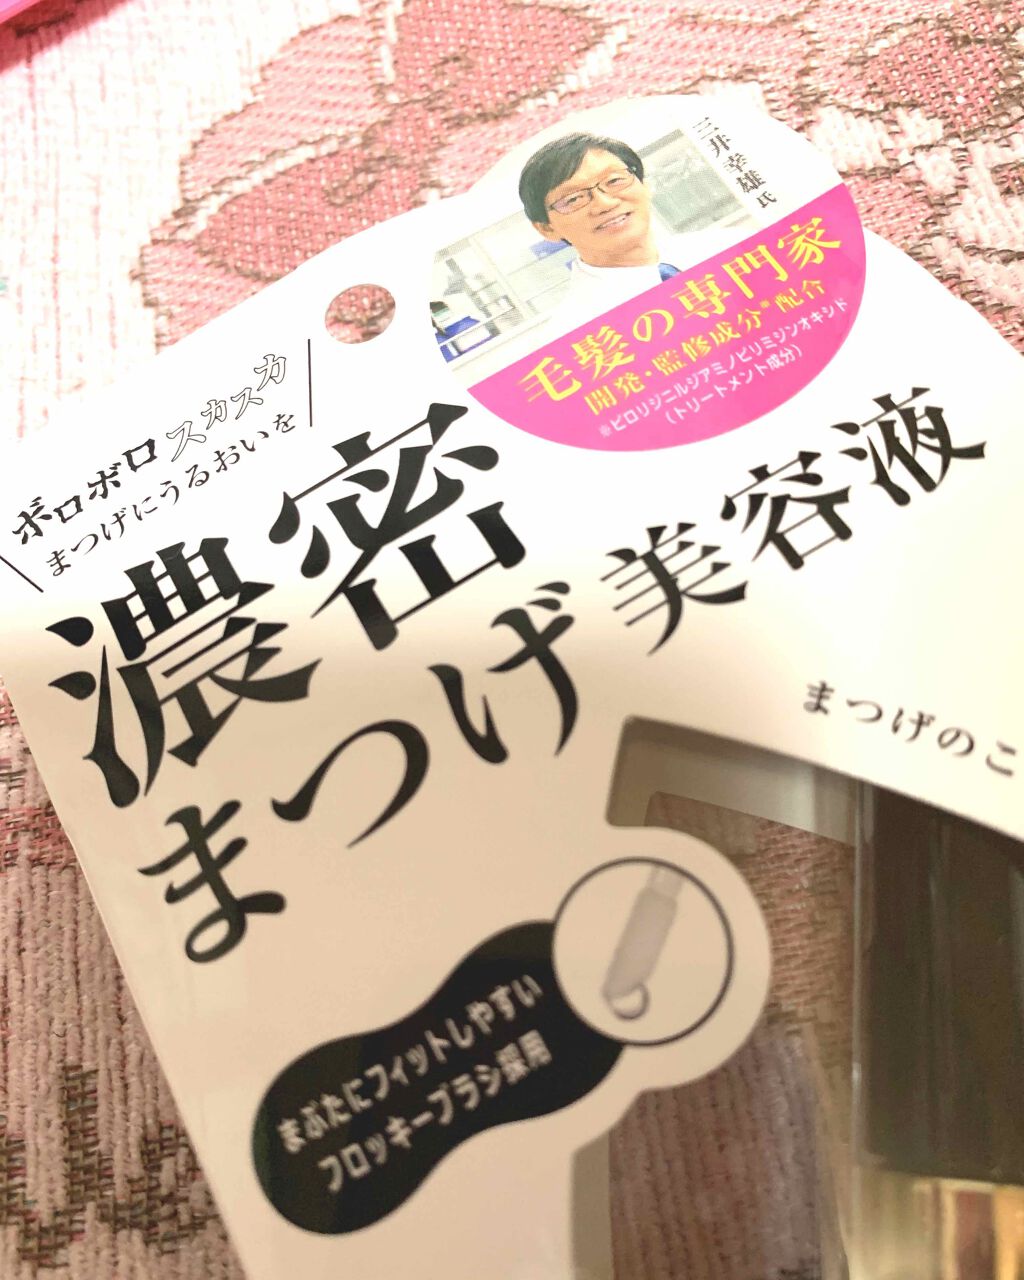 三井幸雄氏
毛髪の専門家
開発・監修成分※配合
※ピロリジニルジアミノピリミジンオキシド
(トリートメント成分)
ボロボロスカスカ
まつげにうるおいを
濃密
まつげ美容液
まつげのこ
まぶたにフィットしやすい
フロッキーブラシ採用